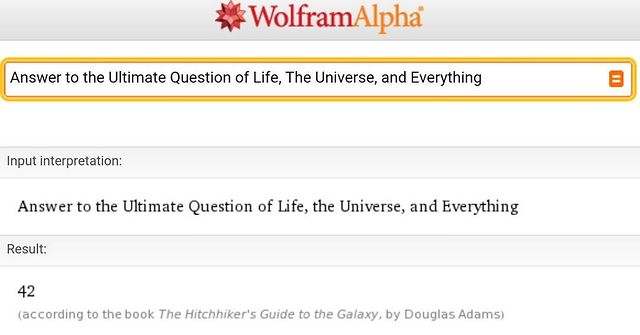 WolframAlpha
Answer to the Ultimate Question of Life, The Universe, and Everything
Input interpretation:
Answer to the Ultimate Question of Life, the Universe, and Everything
Result:
42
(according to the book The Hitchhiker's Guide to the Galaxy, by Douglas Adams)